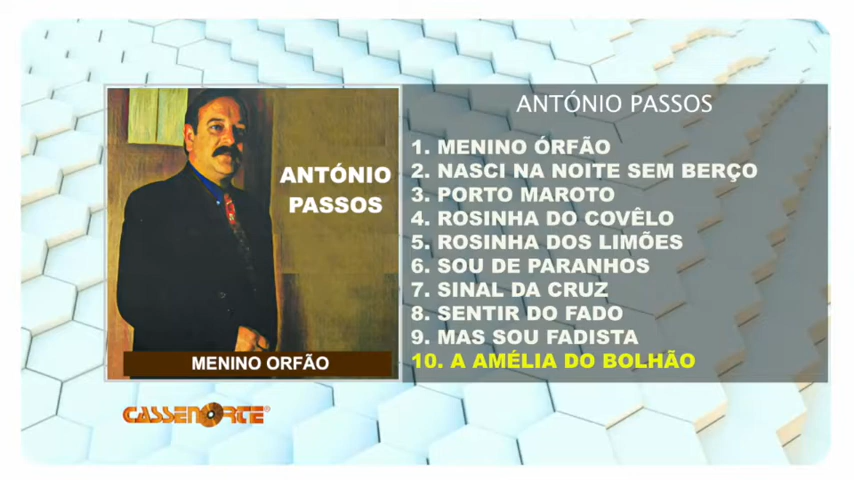 ANTÓNIO
PASSOS
MENINO ORFÃO
CASSENORTE®
ANTÓNIO PASSOS
1. MENINO ÓRFÃO
2. NASCI NA NOITE SEM BERÇO
3. PORTO MAROTO
4. ROSINHA DO COVÊLO
5. ROSINHA DOS LIMÕES
6. SOU DE PARANHOS
7. SINAL DA CRUZ
8. SENTIR DO FADO
9. MAS SOU FADISTA
10. A AMÉLIA DO BOLHÃO